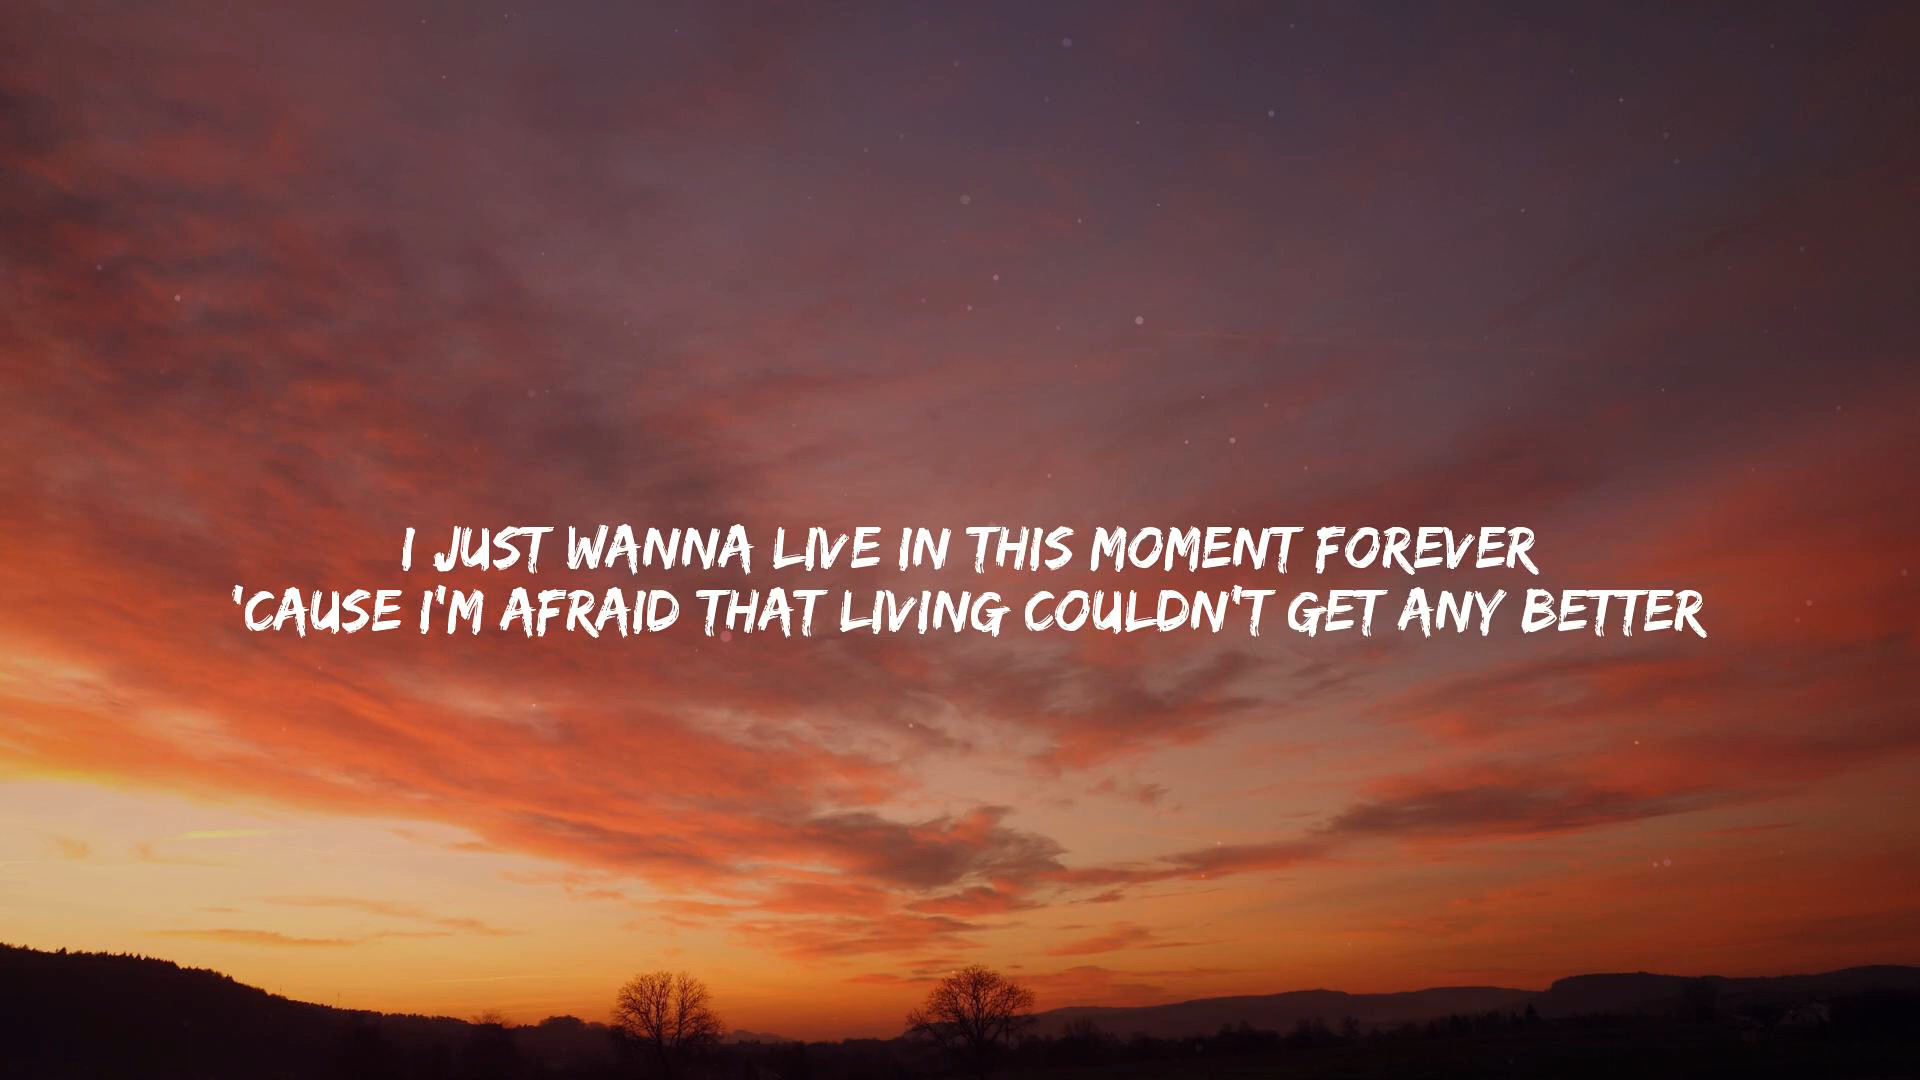 I JUST WANNA LIVE IN THIS MOMENT FOREVER
'CAUSE I'M AFRAID THAT LIVING COULDN'T GET ANY BETTER